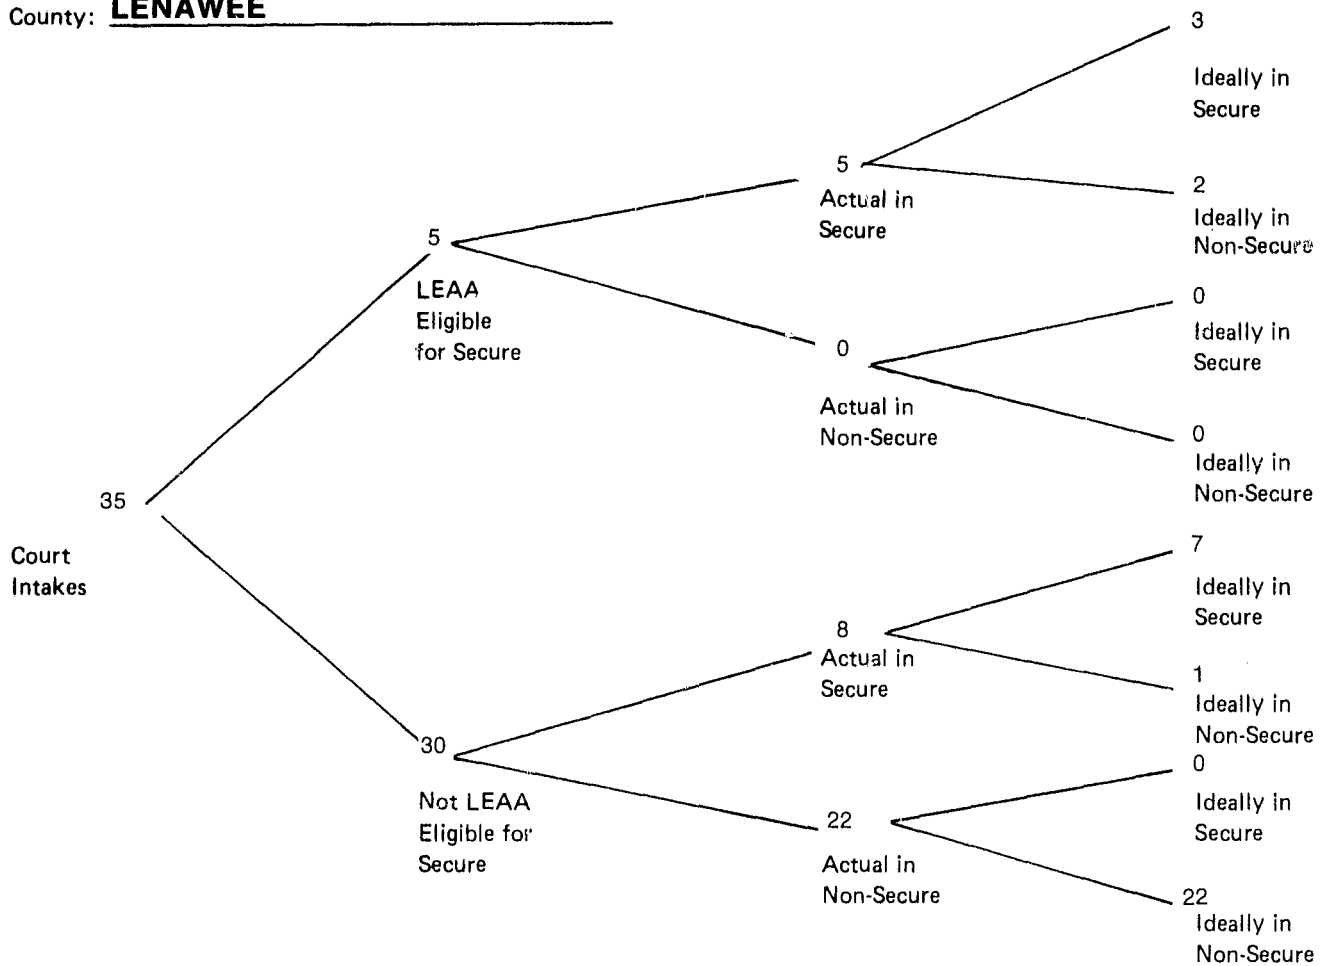 County: LENAWEE
3
Ideally in
Secure
5
Actual in
Secure
2
Ideally in
Non-Secure
5
LEAA
Eligible
for Secure
0
Ideally in
Secure
0
Actual in
Non-Secure
0
Ideally in
Non-Secure
35
Court
Intakes
7
Ideally in
Secure
8
Actual in
Secure
1
Ideally in
Non-Secure
30
Not LEAA
Eligible for
Secure
0
Ideally in
Secure
22
Actual in
Non-Secure
22
Ideally in
Non-Secure